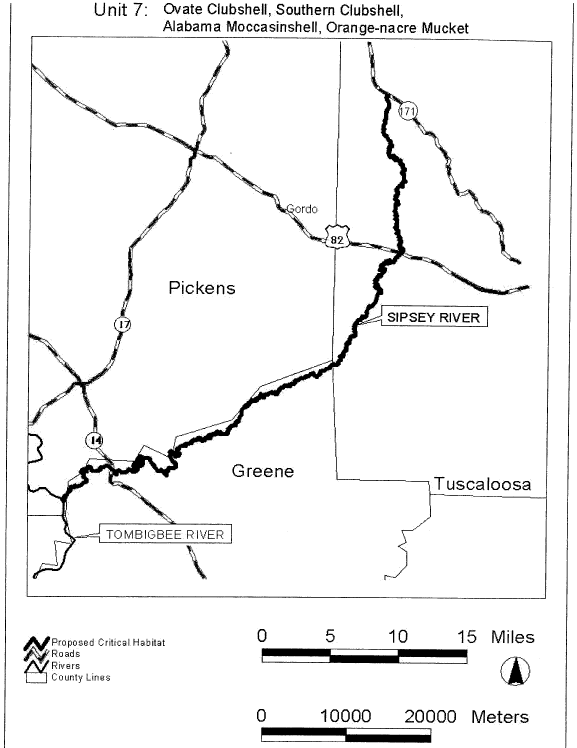 Unit 7: Ovate Clubshell, Southern Clubshell,
Alabate Moccasinshell, Orange-nacre Mucket
171
Gordo
82
Pickens
SIPSEY RIVER
17
14
Greene
Tuscaloosa
TOMBIGBEE RIVER
Proposed Critical Habitat
Roads
Rivers
County Lines
0 5 10 15 Miles
0 10000 20000 Meters